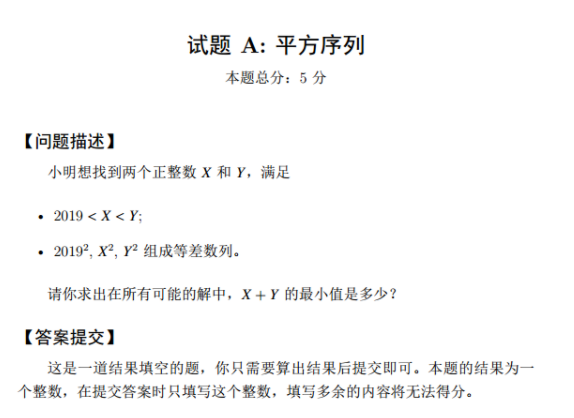 试题 A: 平方序列
本题总分：5 分
【问题描述】
小明想找到两个正整数 X 和 Y，满足
• 2019 < X < Y;
• 2019², X², Y² 组成等差数列。
请你求出在所有可能的解中，X + Y 的最小值是多少？
【答案提交】
这是一道结果填空的题，你只需要算出结果后提交即可。本题的结果为一
个整数，在提交答案时只填写这个整数，填写多余的内容将无法得分。